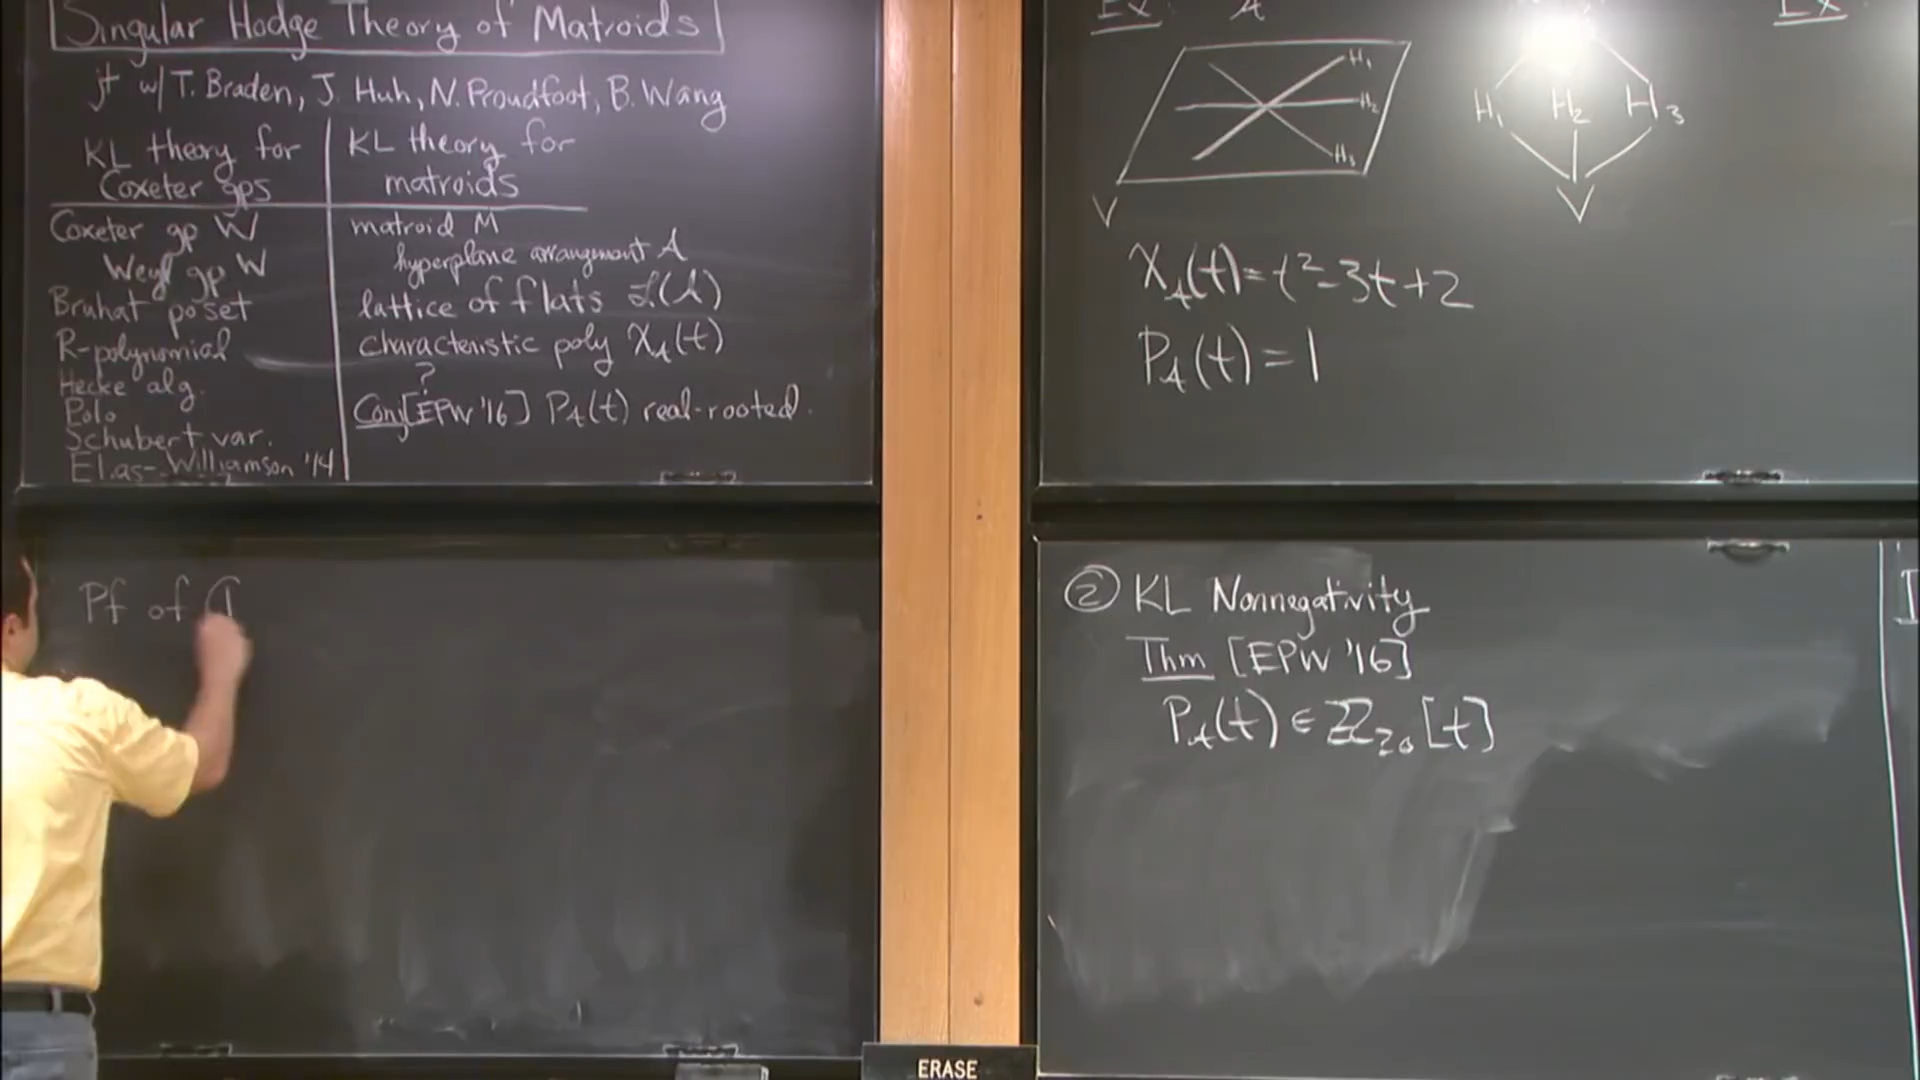 Singular Hodge Theory of Matroids
jt w/ T. Braden, J. Huh, N. Proudfoot, B. Wang
KL theory for
Coxeter gps
KL theory for
matroids
Coxeter gp W
Weyl gp W
Bruhat poset
R-polynomial
Hecke alg.
Polo
Schubert var.
Elias-Williamson '14
matroid M
hyperplane arrangment A
lattice of flats L(A)
characteristic poly χ_A(t)
?
Conj [EPW '16] P_A(t) real-rooted.
Ex: A
H₁
H₂
H₃
V
H₁ H₂ H₃
V
χ_A(t) = t² - 3t + 2
P_A(t) = 1
Ex
Pf of
② KL Nonnegativity
Thm [EPW '16]
P_A(t) ∈ ℤ≥0 [t]
ERASE